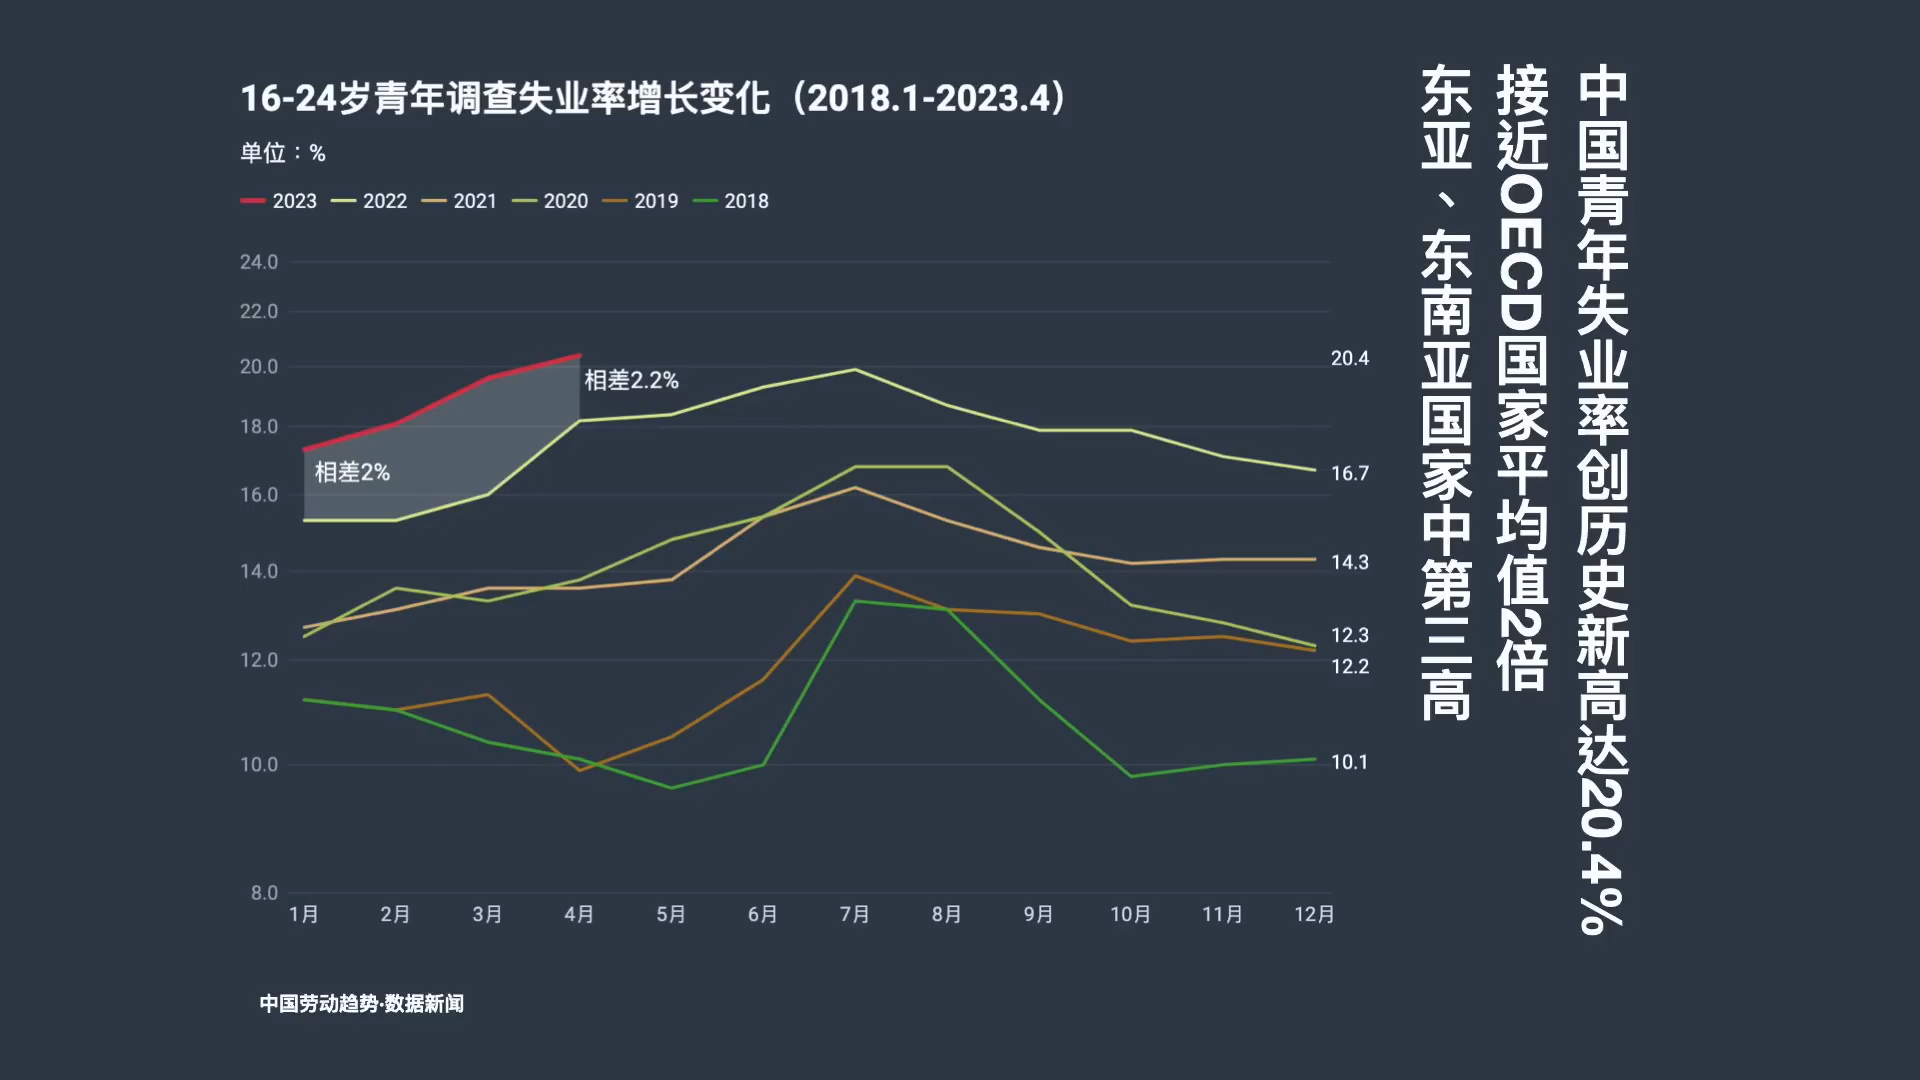 16-24岁青年调查失业率增长变化（2018.1-2023.4）
单位：%
2023 2022 2021 2020 2019 2018
24.0
22.0
20.0
18.0
16.0
14.0
12.0
10.0
8.0
1月 2月 3月 4月 5月 6月 7月 8月 9月 10月 11月 12月
相差2%
相差2.2%
20.4
16.7
14.3
12.3
12.2
10.1
中国青年失业率创历史新高达20.4%
接近OECD国家平均值2倍
东亚、东南亚国家中第三高
中国劳动趋势·数据新闻